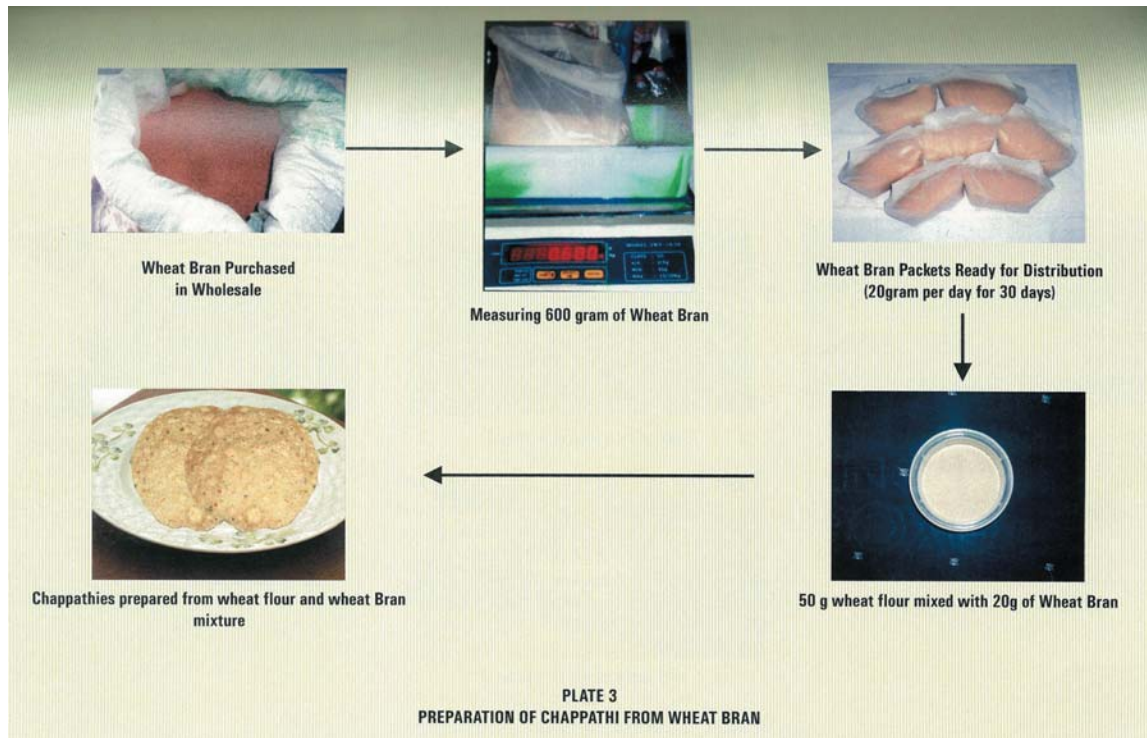 Wheat Bran Purchased
in Wholesale
0.600
Measuring 600 gram of Wheat Bran
Wheat Bran Packets Ready for Distribution
(20gram per day for 30 days)
50 g wheat flour mixed with 20g of Wheat Bran
Chappathies prepared from wheat flour and wheat Bran
mixture
PLATE 3
PREPARATION OF CHAPPATHI FROM WHEAT BRAN